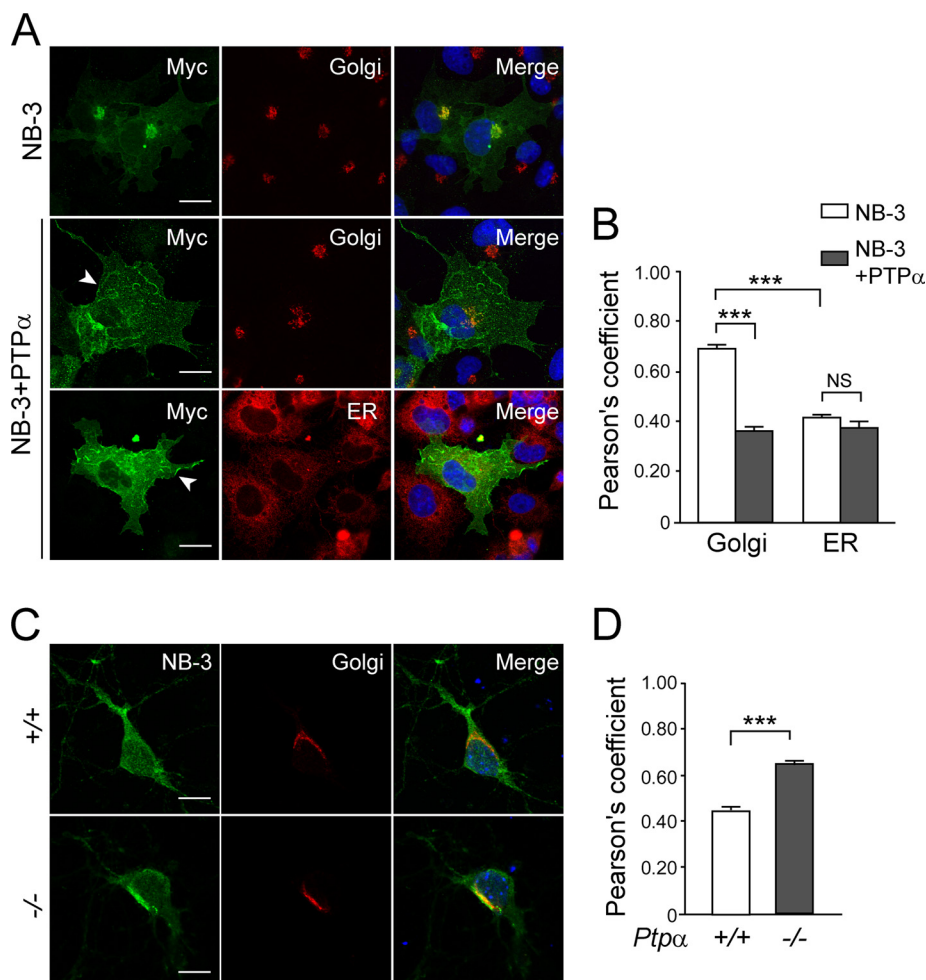 A
Myc Golgi Merge
NB-3
Myc Golgi Merge
NB-3+PTPα
Myc ER Merge
B
NB-3
NB-3
+PTPα
Pearson's coefficient
1.00
0.80
0.60
0.40
0.20
0
***
***
NS
Golgi ER
C
NB-3 Golgi Merge
+/+
-/-
D
Pearson's coefficient
1.00
0.80
0.60
0.40
0.20
0
***
Ptpα +/+ -/-